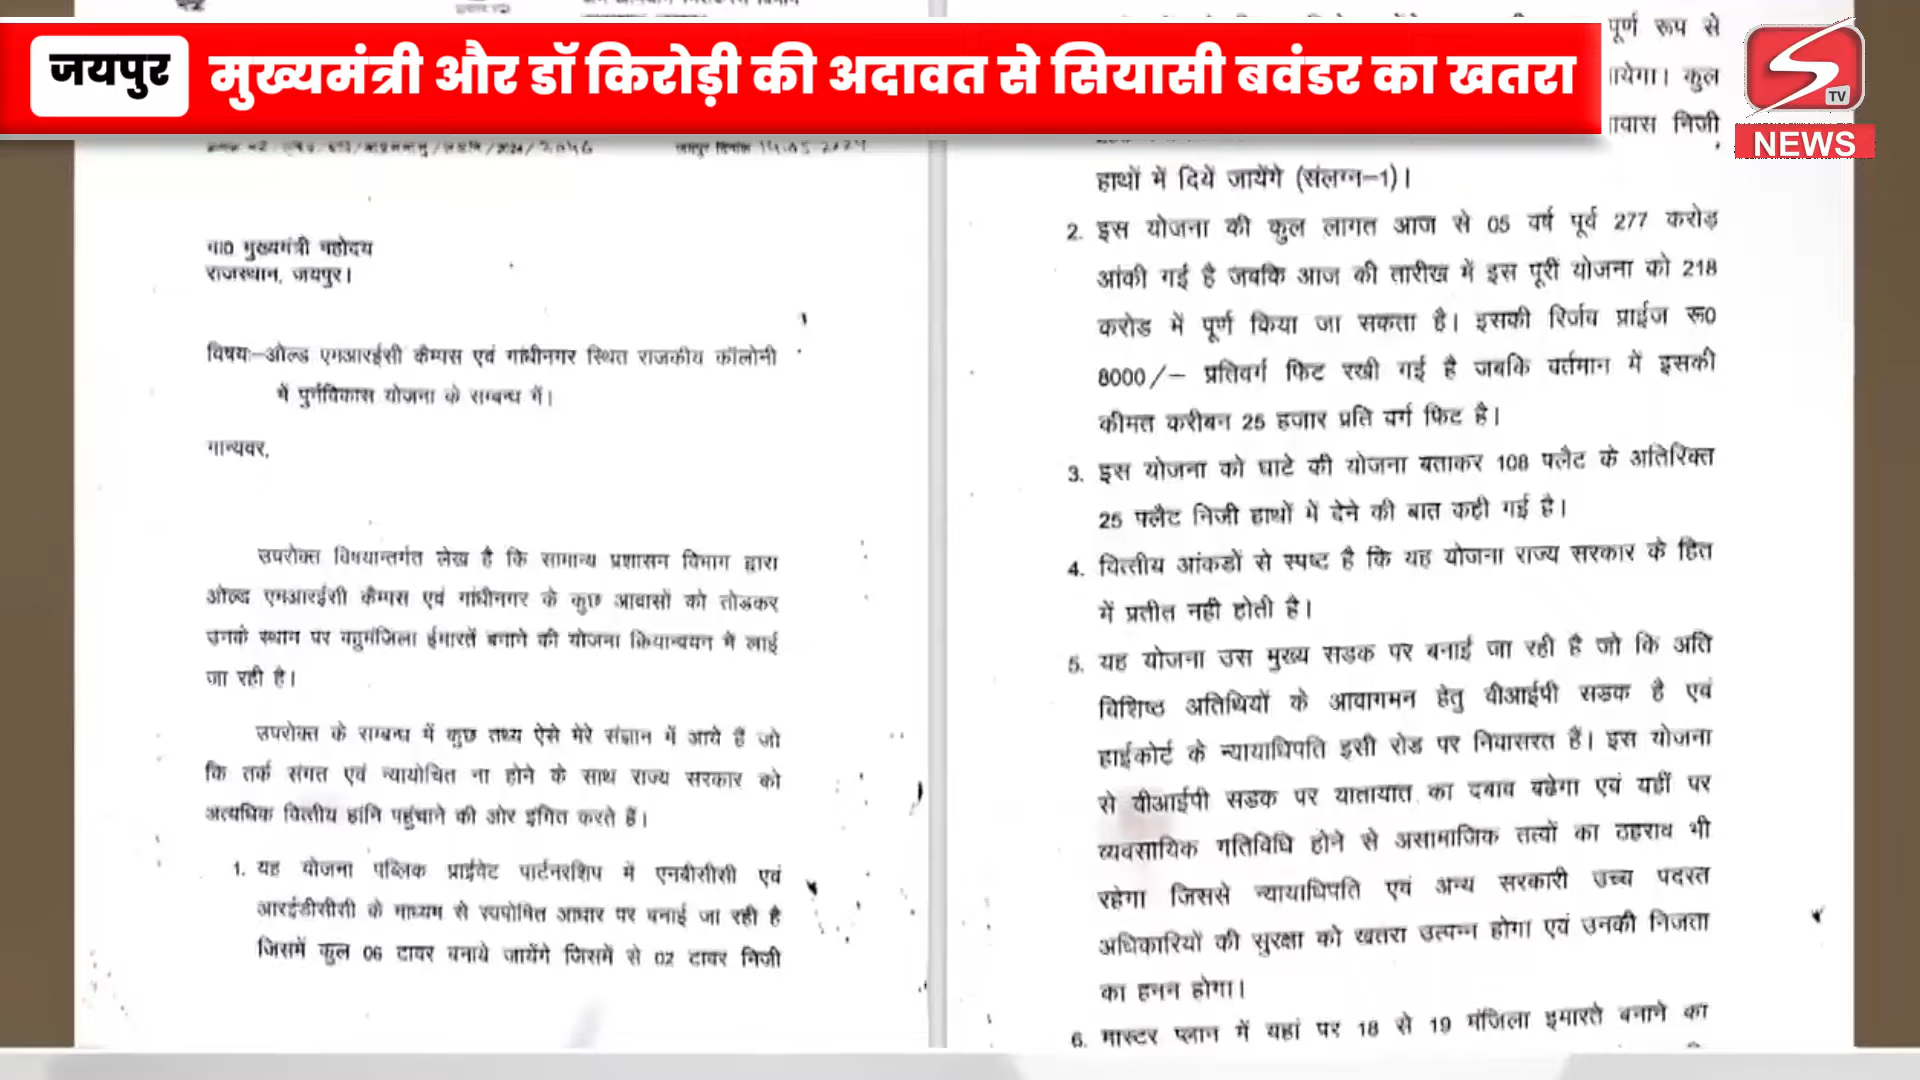 जयपुर
मुख्यमंत्री और डॉ किरोड़ी की अदावत से सियासी बवंडर का खतरा
S
TV
NEWS
मा0 मुख्यमंत्री महोदय
राजस्थान, जयपुर।
विषयः–ओल्ड एमआरईसी कैम्पस एवं गांधीनगर स्थित राजकीय कॉलोनी
में पुर्नविकास योजना के सम्बन्ध में।
मान्यवर,
उपरोक्त विषयान्तर्गत लेख है कि सामान्य प्रशासन विभाग द्वारा
ओल्ड एमआरईसी कैम्पस एवं गांधीनगर के कुछ आवासों को तोडकर
उनके स्थान पर बहुमंजिला ईमारतें बनाने की योजना क्रियान्वयन में लाई
जा रही है।
उपरोक्त के सम्बन्ध में कुछ तथ्य ऐसे मेरे संज्ञान में आये हैं जो
कि तर्क संगत एवं न्यायोचित ना होने के साथ राज्य सरकार को
अत्यधिक वित्तीय हांनि पहुंचाने की ओर इंगित करते हैं।
1. यह योजना पब्लिक प्राईवेट पार्टनरशिप में एनबीसीसी एवं
आरईडीसीसी के माध्यम से स्वपोषित आधार पर बनाई जा रही है
जिसमें कुल 06 टावर बनाये जायेंगे जिसमें से 02 टावर निजी
पूर्ण रूप से
जायेगा। कुल
आवास निजी
हाथों में दियें जायेंगे (संलग्न–1)।
2. इस योजना की कुल लागत आज से 05 वर्ष पूर्व 277 करोड़
आंकी गई है जबकि आज की तारीख में इस पूरी योजना को 218
करोड में पूर्ण किया जा सकता है। इसकी रिर्जव प्राईज रू0
8000/– प्रतिवर्ग फिट रखी गई है जबकि वर्तमान में इसकी
कीमत करीबन 25 हजार प्रति वर्ग फिट है।
3. इस योजना को घाटे की योजना बताकर 108 फ्लैट के अतिरिक्त
25 फ्लैट निजी हाथों में देने की बात कही गई है।
4. वित्तीय आंकडों से स्पष्ट है कि यह योजना राज्य सरकार के हित
में प्रतीत नही होती है।
5. यह योजना उस मुख्य सडक पर बनाई जा रही है जो कि अति
विशिष्ठ अतिथियों के आवागमन हेतु वीआईपी सडक है एवं
हाईकोर्ट के न्यायाधिपति इसी रोड पर निवासरत हैं। इस योजना
से वीआईपी सडक पर यातायात का दबाव बढेगा एवं यहीं पर
व्यवसायिक गतिविधि होने से असामाजिक तत्वों का ठहराव भी
रहेगा जिससे न्यायाधिपति एवं अन्य सरकारी उच्च पदस्त
अधिकारियों की सुरक्षा को खतरा उत्पन्न होगा एवं उनकी निजता
का हनन होगा।
6. मास्टर प्लान में यहां पर 18 से 19 मंजिला इमारते बनाने का